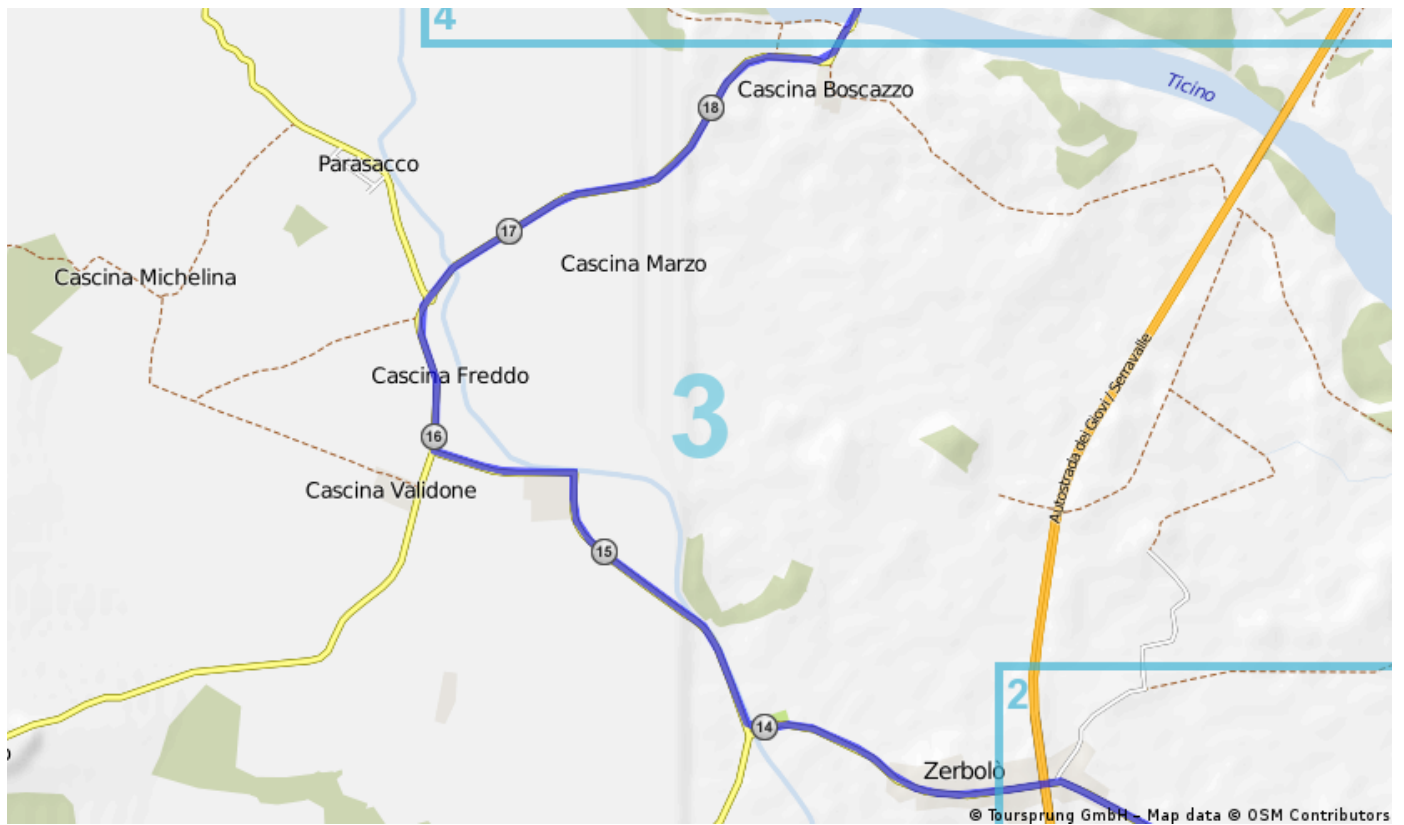 4
Cascina Boscazzo
Ticino
18
Parasacco
17
Cascina Marzo
Cascina Michelina
Autostrada dei Giovi / Serravalle
Cascina Freddo
3
16
Cascina Validone
15
2
14
Zerbolò
© Toursprung GmbH – Map data © OSM Contributors